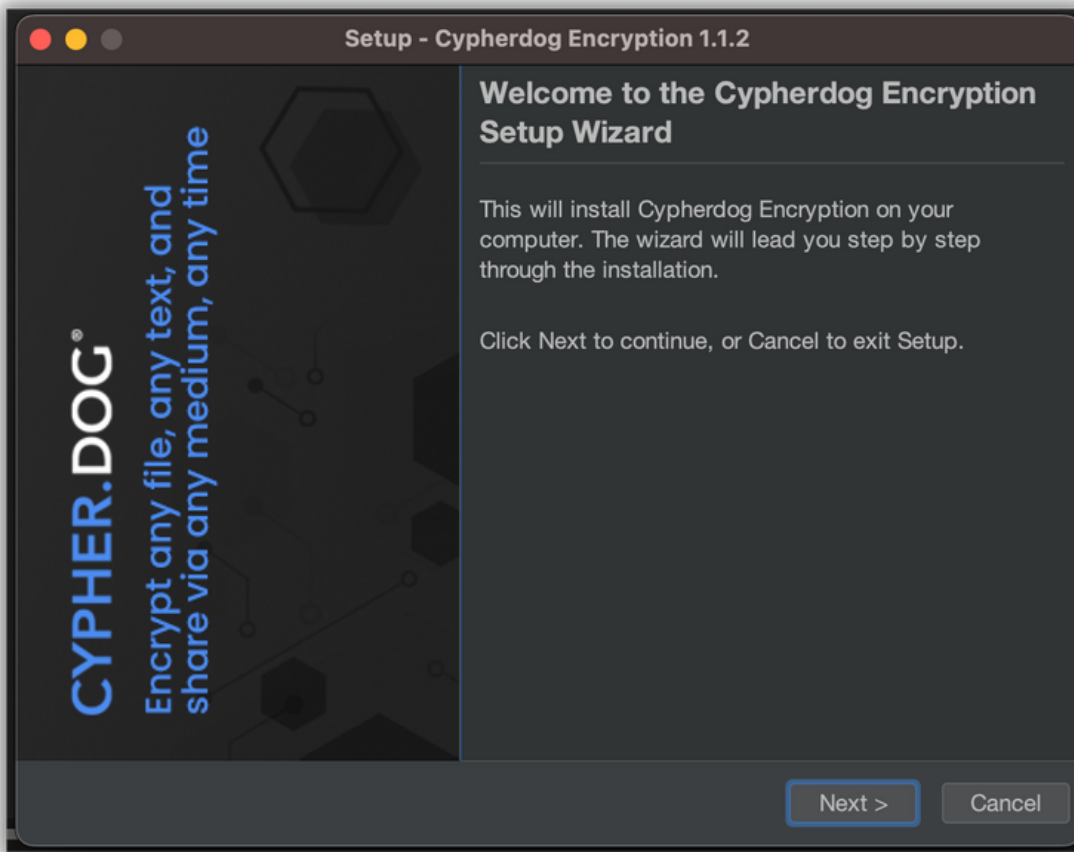 Setup - Cypherdog Encryption 1.1.2
CYPHER.DOG®
Encrypt any file, any text, and
share via any medium, any time
Welcome to the Cypherdog Encryption
Setup Wizard
This will install Cypherdog Encryption on your
computer. The wizard will lead you step by step
through the installation.
Click Next to continue, or Cancel to exit Setup.
Next >
Cancel